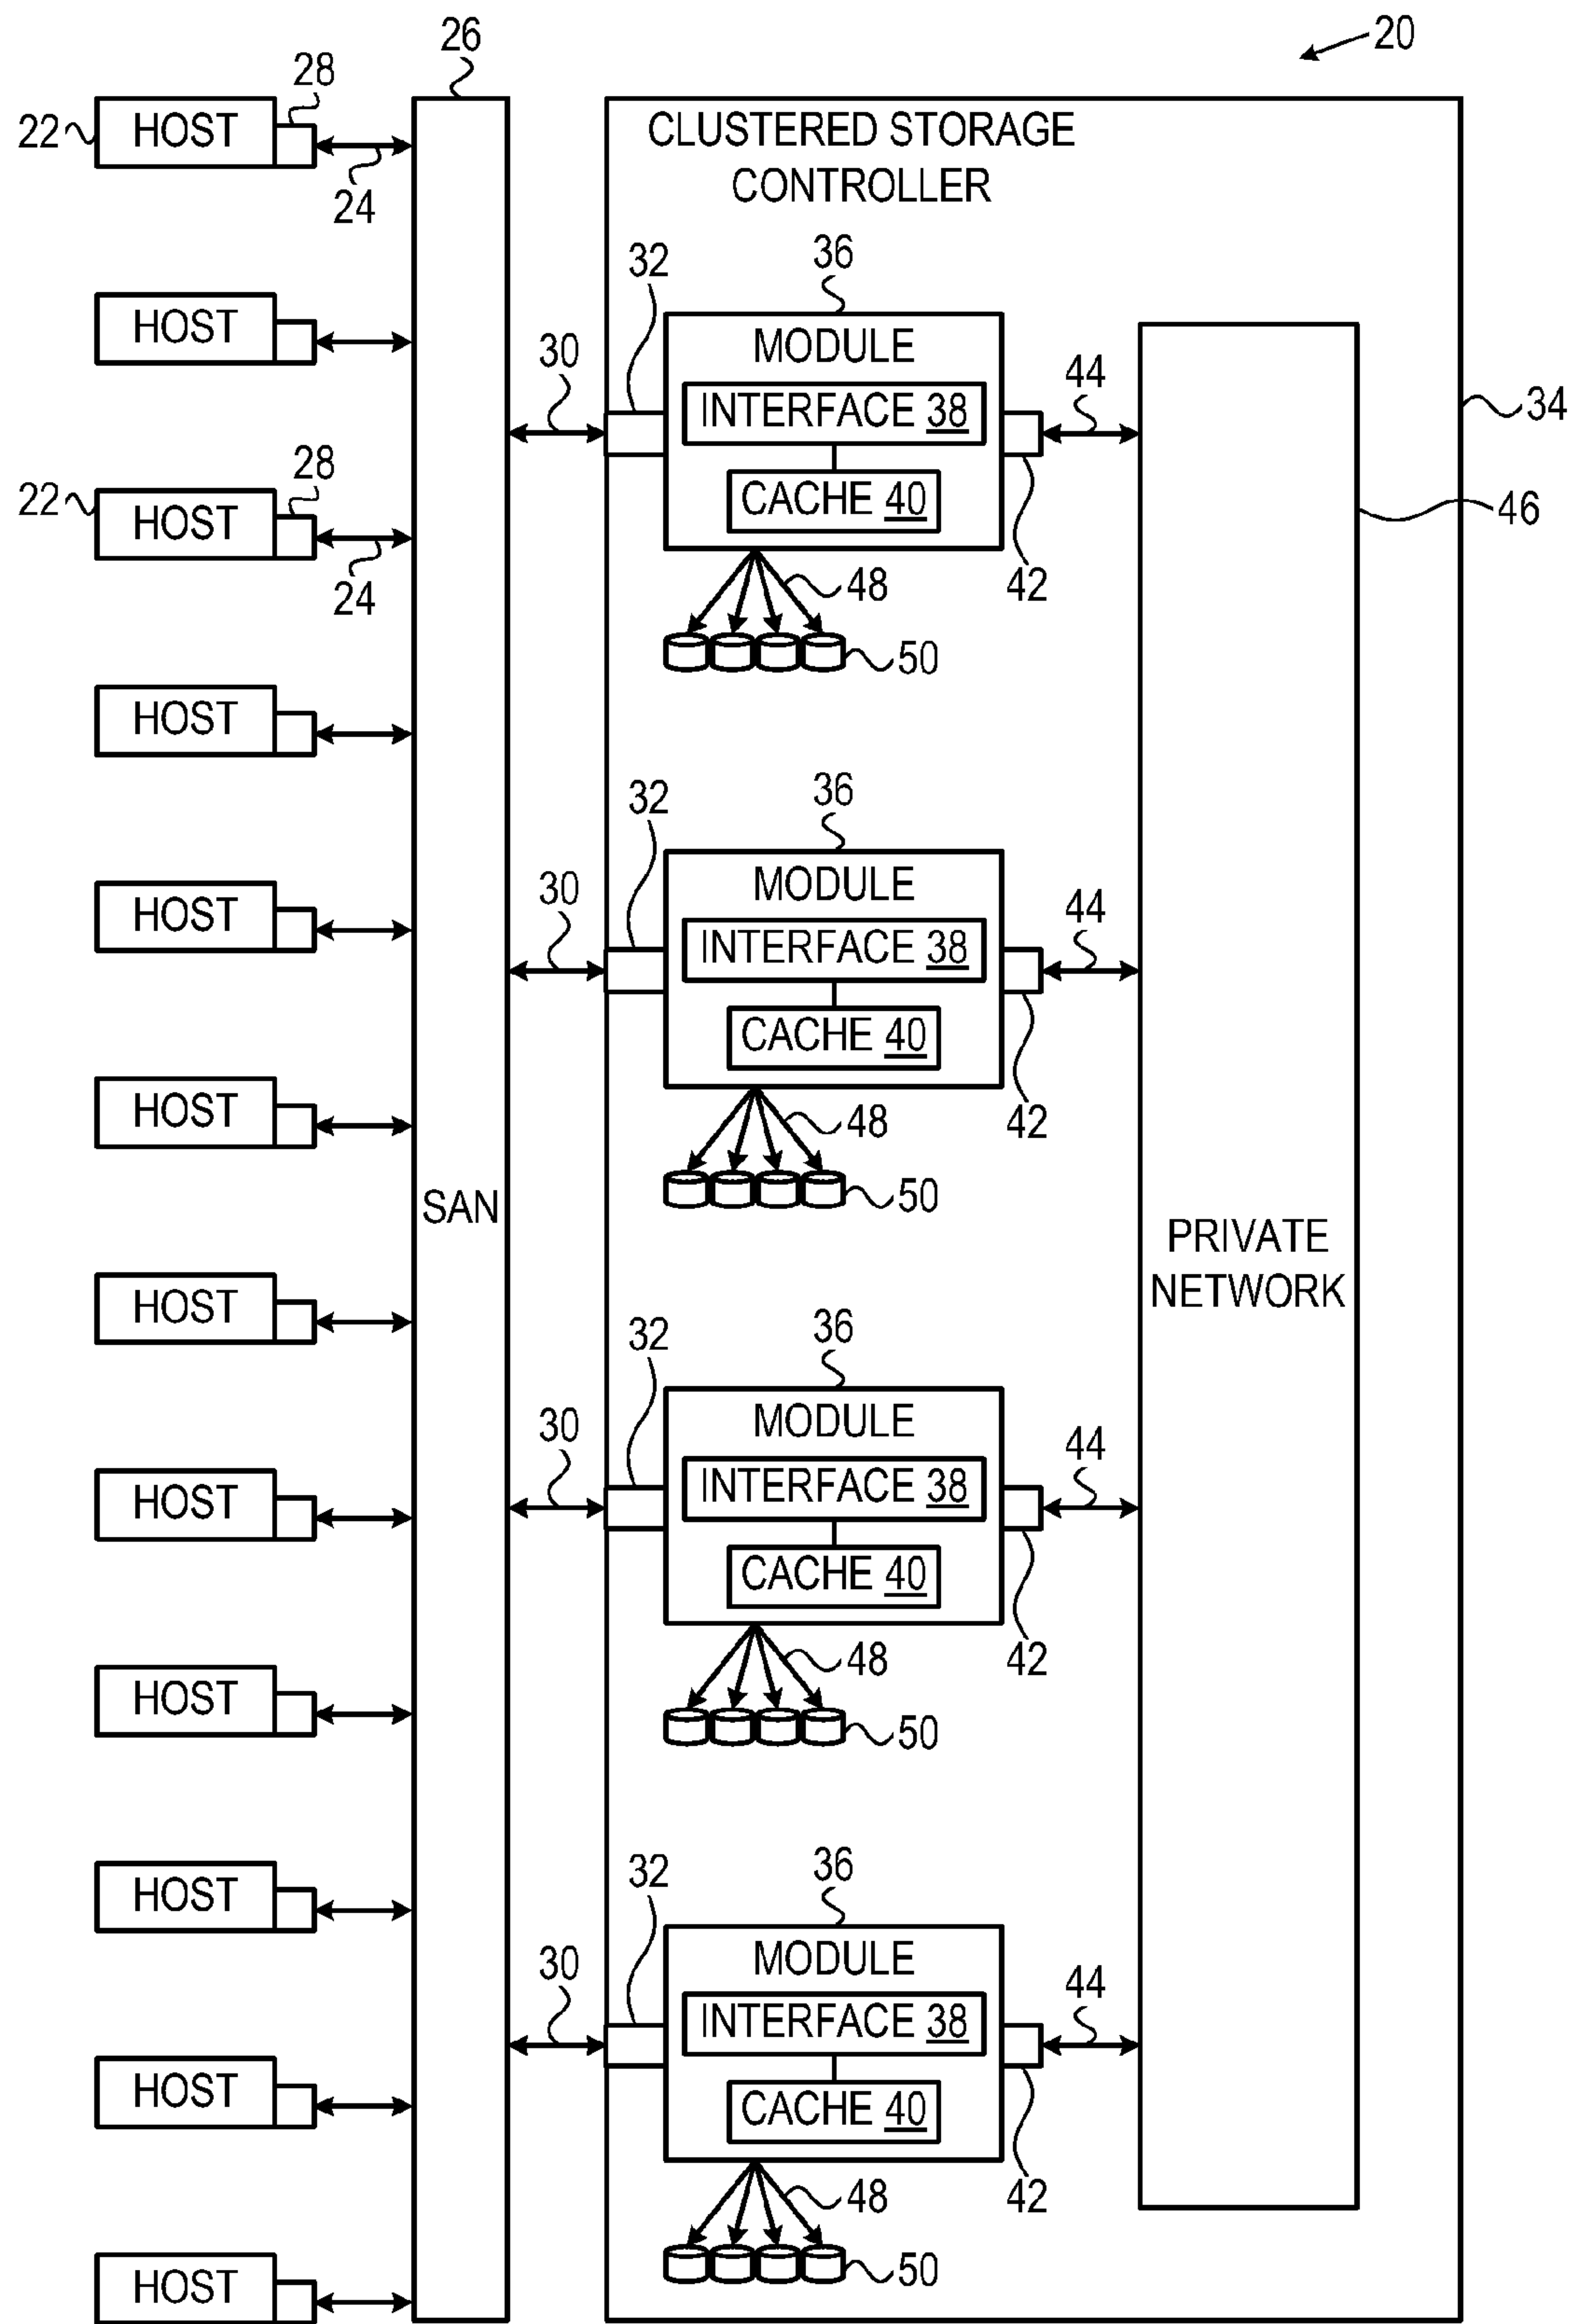 20
26
28
22
HOST
24
CLUSTERED STORAGE
CONTROLLER
HOST
28
22
HOST
24
HOST
HOST
HOST
HOST
HOST
HOST
HOST
HOST
HOST
SAN
36
32
30
MODULE
INTERFACE 38
CACHE 40
44
42
48
50
34
46
36
32
30
MODULE
INTERFACE 38
CACHE 40
44
42
48
50
PRIVATE
NETWORK
36
32
30
MODULE
INTERFACE 38
CACHE 40
44
42
48
50
36
32
30
MODULE
INTERFACE 38
CACHE 40
44
42
48
50